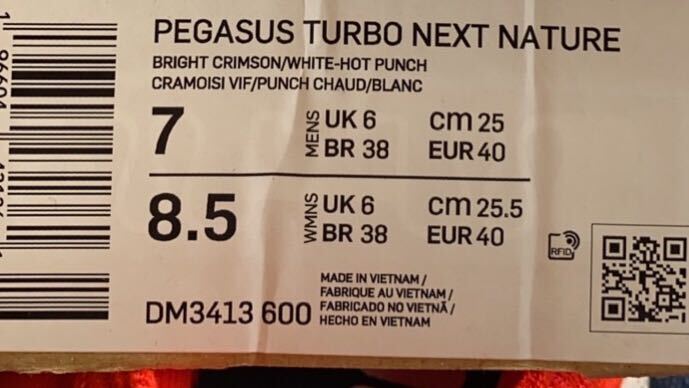 PEGASUS TURBO NEXT NATURE
BRIGHT CRIMSON/WHITE-HOT PUNCH
CRAMOISI VIF/PUNCH CHAUD/BLANC
7 MENS UK 6 CM 25
BR 38 EUR 40
8.5 WMNS UK 6 CM 25.5
BR 38 EUR 40
RFID
MADE IN VIETNAM /
FABRIQUE AU VIETNAM /
FABRICADO NO VIETNÃ /
HECHO EN VIETNAM
DM3413 600